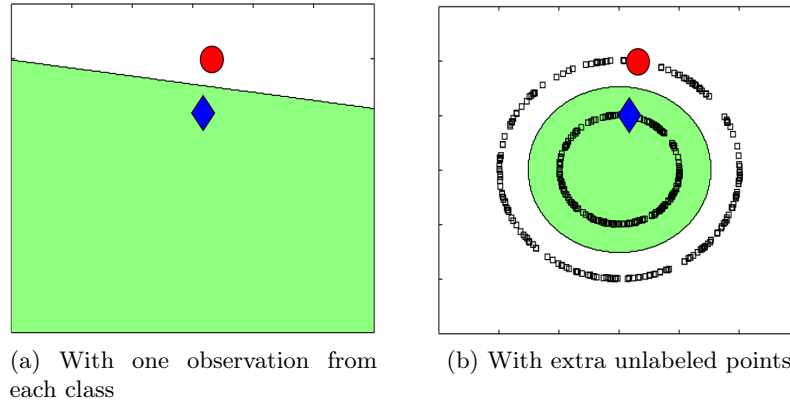 (a) With one observation from
each class
(b) With extra unlabeled points